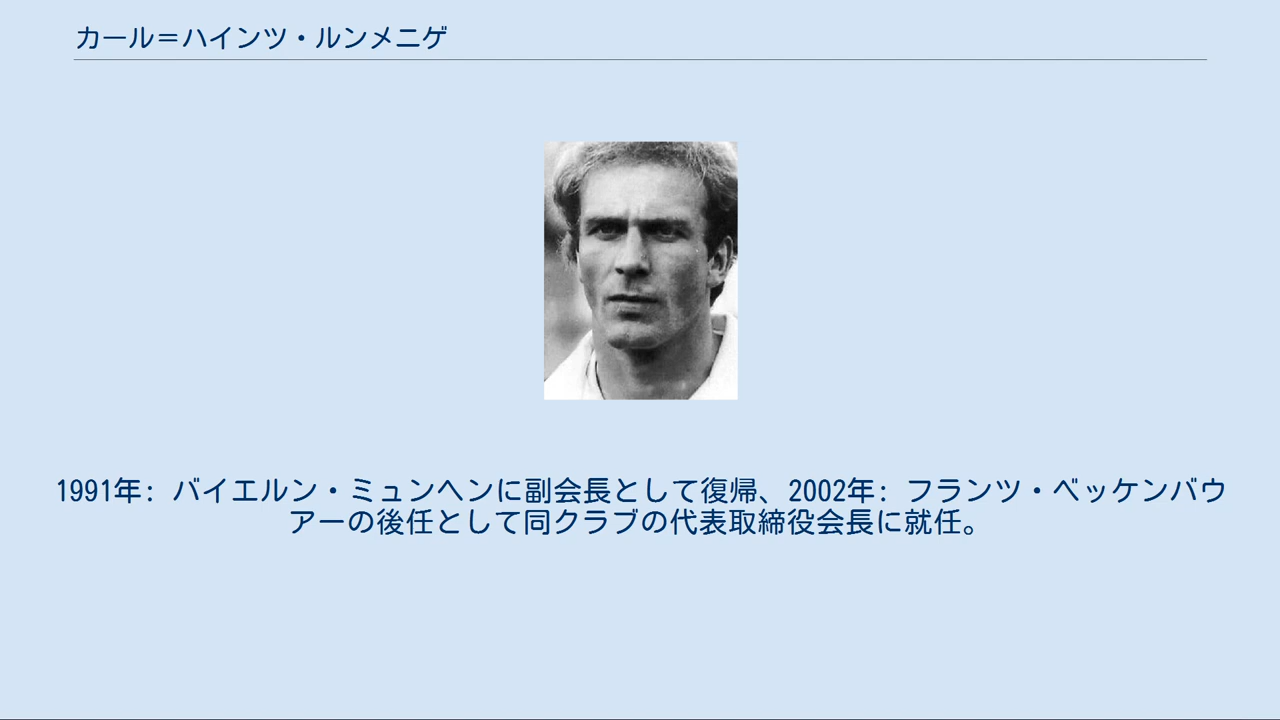 カール＝ハインツ・ルンメニゲ
1991年: バイエルン・ミュンヘンに副会長として復帰、2002年: フランツ・ベッケンバウ
アーの後任として同クラブの代表取締役会長に就任。